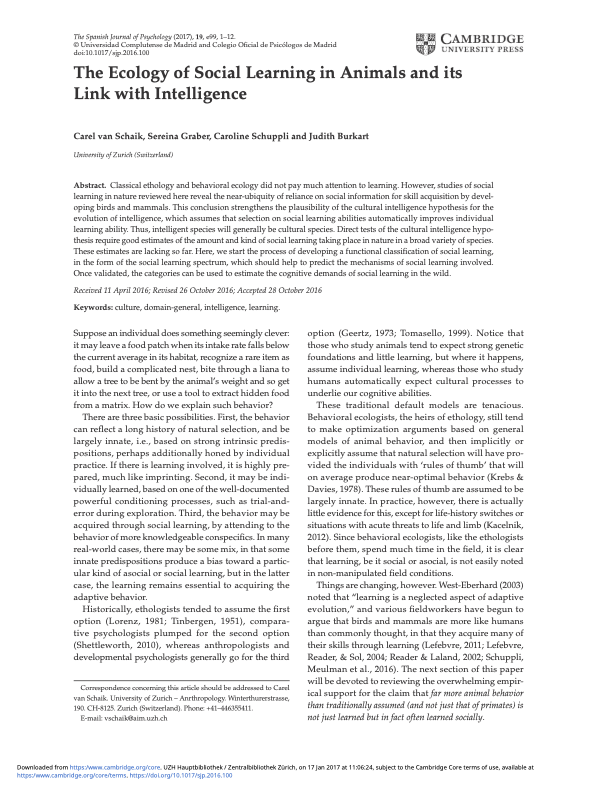 The Spanish Journal of Psychology (2017), 19, e99, 1–12.
© Universidad Complutense de Madrid and Colegio Oficial de Psicólogos de Madrid
doi:10.1017/sjp.2016.100
CAMBRIDGE
UNIVERSITY PRESS
The Ecology of Social Learning in Animals and its
Link with Intelligence
Carel van Schaik, Sereina Graber, Caroline Schuppli and Judith Burkart
University of Zurich (Switzerland)
Abstract. Classical ethology and behavioral ecology did not pay much attention to learning. However, studies of social
learning in nature reviewed here reveal the near-ubiquity of reliance on social information for skill acquisition by devel-
oping birds and mammals. This conclusion strengthens the plausibility of the cultural intelligence hypothesis for the
evolution of intelligence, which assumes that selection on social learning abilities automatically improves individual
learning ability. Thus, intelligent species will generally be cultural species. Direct tests of the cultural intelligence hypo-
thesis require good estimates of the amount and kind of social learning taking place in nature in a broad variety of species.
These estimates are lacking so far. Here, we start the process of developing a functional classification of social learning,
in the form of the social learning spectrum, which should help to predict the mechanisms of social learning involved.
Once validated, the categories can be used to estimate the cognitive demands of social learning in the wild.
Received 11 April 2016; Revised 26 October 2016; Accepted 28 October 2016
Keywords: culture, domain-general, intelligence, learning.
Suppose an individual does something seemingly clever:
it may leave a food patch when its intake rate falls below
the current average in its habitat, recognize a rare item as
food, build a complicated nest, bite through a liana to
allow a tree to be bent by the animal's weight and so get
it into the next tree, or use a tool to extract hidden food
from a matrix. How do we explain such behavior?
There are three basic possibilities. First, the behavior
can reflect a long history of natural selection, and be
largely innate, i.e., based on strong intrinsic predis-
positions, perhaps additionally honed by individual
practice. If there is learning involved, it is highly pre-
pared, much like imprinting. Second, it may be indi-
vidually learned, based on one of the well-documented
powerful conditioning processes, such as trial-and-
error during exploration. Third, the behavior may be
acquired through social learning, by attending to the
behavior of more knowledgeable conspecifics. In many
real-world cases, there may be some mix, in that some
innate predispositions produce a bias toward a partic-
ular kind of asocial or social learning, but in the latter
case, the learning remains essential to acquiring the
adaptive behavior.
Historically, ethologists tended to assume the first
option (Lorenz, 1981; Tinbergen, 1951), compara-
tive psychologists plumped for the second option
(Shettleworth, 2010), whereas anthropologists and
developmental psychologists generally go for the third
Correspondence concerning this article should be addressed to Carel
van Schaik. University of Zurich – Anrthropology. Winterthurerstrasse,
190. CH-8125. Zurich (Switzerland). Phone: +41–446355411.
E-mail: vschaik@aim.uzh.ch
option (Geertz, 1973; Tomasello, 1999). Notice that
those who study animals tend to expect strong genetic
foundations and little learning, but where it happens,
assume individual learning, whereas those who study
humans automatically expect cultural processes to
underlie our cognitive abilities.
These traditional default models are tenacious.
Behavioral ecologists, the heirs of ethology, still tend
to make optimization arguments based on general
models of animal behavior, and then implicitly or
explicitly assume that natural selection will have pro-
vided the individuals with 'rules of thumb' that will
on average produce near-optimal behavior (Krebs &
Davies, 1978). These rules of thumb are assumed to be
largely innate. In practice, however, there is actually
little evidence for this, except for life-history switches or
situations with acute threats to life and limb (Kacelnik,
2012). Since behavioral ecologists, like the ethologists
before them, spend much time in the field, it is clear
that learning, be it social or asocial, is not easily noted
in non-manipulated field conditions.
Things are changing, however. West-Eberhard (2003)
noted that "learning is a neglected aspect of adaptive
evolution," and various fieldworkers have begun to
argue that birds and mammals are more like humans
than commonly thought, in that they acquire many of
their skills through learning (Lefebvre, 2011; Lefebvre,
Reader, & Sol, 2004; Reader & Laland, 2002; Schuppli,
Meulman et al., 2016). The next section of this paper
will be devoted to reviewing the overwhelming empir-
ical support for the claim that far more animal behavior
than traditionally assumed (and not just that of primates) is
not just learned but in fact often learned socially.
Downloaded from https:/www.cambridge.org/core. UZH Hauptbibliothek / Zentralbibliothek Zürich, on 17 Jan 2017 at 11:06:24, subject to the Cambridge Core terms of use, available at
https:/www.cambridge.org/core/terms. https://doi.org/10.1017/sjp.2016.100